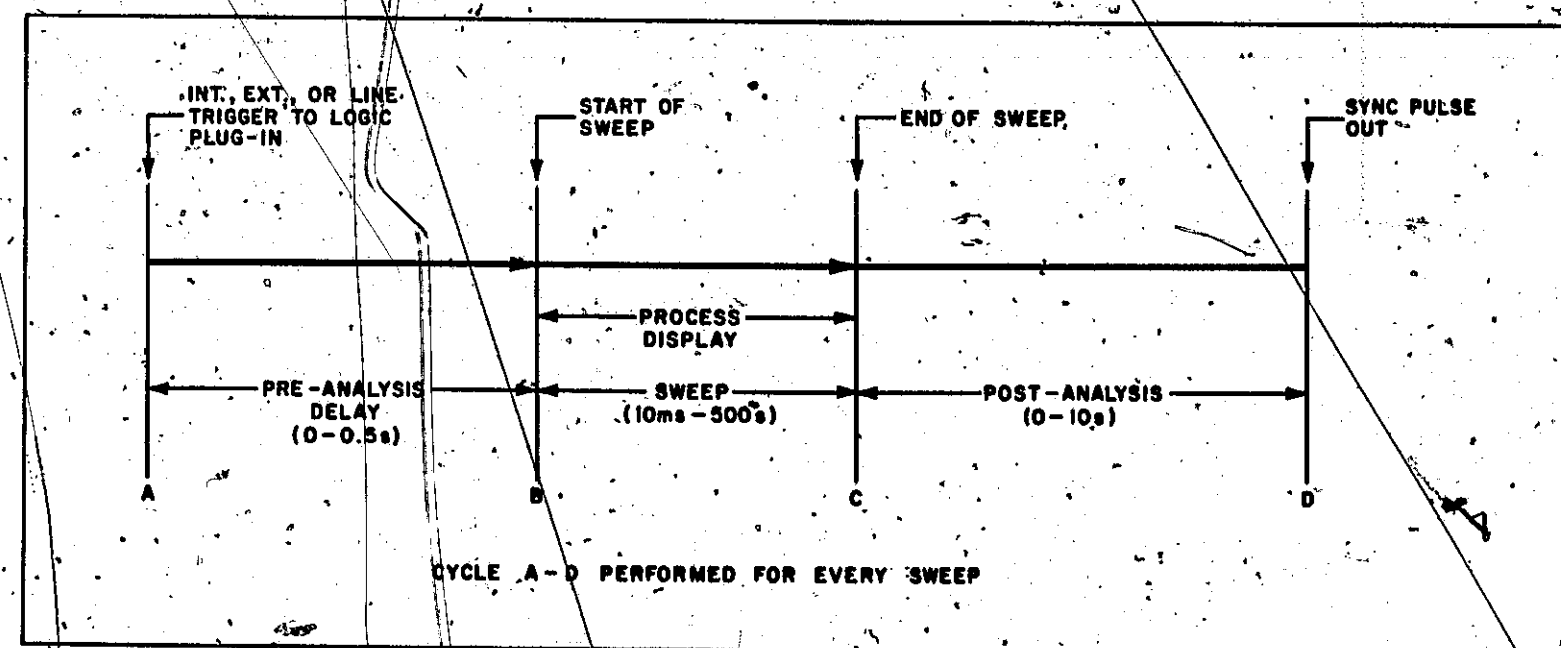 INT., EXT., OR LINE
TRIGGER TO LOGIC
PLUG-IN
START OF
SWEEP
END OF SWEEP
SYNC PULSE
OUT
PROCESS
DISPLAY
PRE-ANALYSIS
DELAY
(0-0.5s)
SWEEP
(10ms-500s)
POST-ANALYSIS
(0-10s)
A
B
C
D
CYCLE A-D PERFORMED FOR EVERY SWEEP